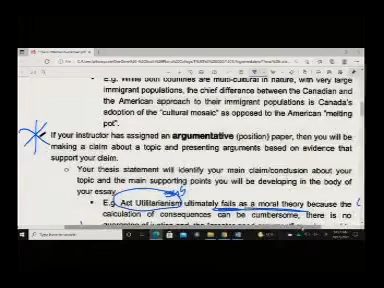 E.g. While both countries are multi-cultural in nature, with very large
immigrant populations, the chief difference between the Canadian and
the American approach to their immigrant populations is Canada's
adoption of the "cultural mosaic" as opposed to the American "melting
pot".
If your instructor has assigned an argumentative (position) paper, then you will be
making a claim about a topic and presenting arguments based on evidence that
support your claim.
Your thesis statement will identify your main claim/conclusion about your
topic and the main supporting points you will be developing in the body of
your essay.
E.g. Act Utilitarianism ultimately fails as a moral theory because the
calculation of consequences can be cumbersome, there is no
Type here to search